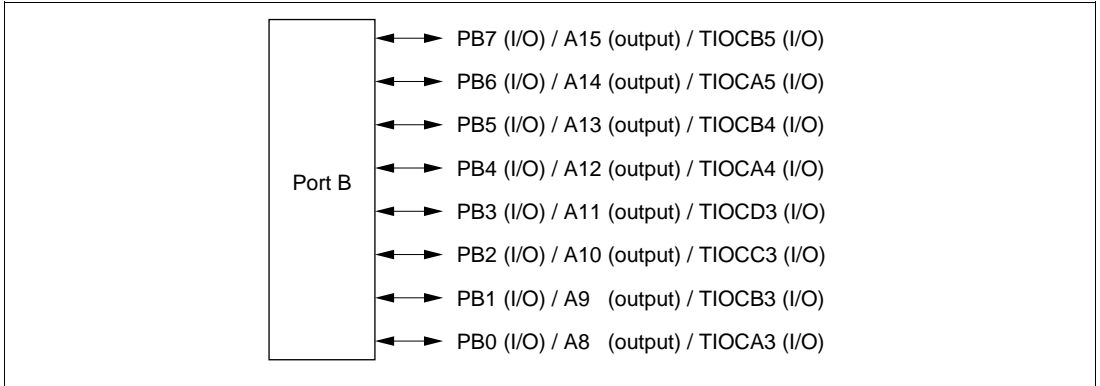 PB7 (I/O) / A15 (output) / TIOCB5 (I/O)
PB6 (I/O) / A14 (output) / TIOCA5 (I/O)
PB5 (I/O) / A13 (output) / TIOCB4 (I/O)
PB4 (I/O) / A12 (output) / TIOCA4 (I/O)
Port B
PB3 (I/O) / A11 (output) / TIOCD3 (I/O)
PB2 (I/O) / A10 (output) / TIOCC3 (I/O)
PB1 (I/O) / A9 (output) / TIOCB3 (I/O)
PB0 (I/O) / A8 (output) / TIOCA3 (I/O)